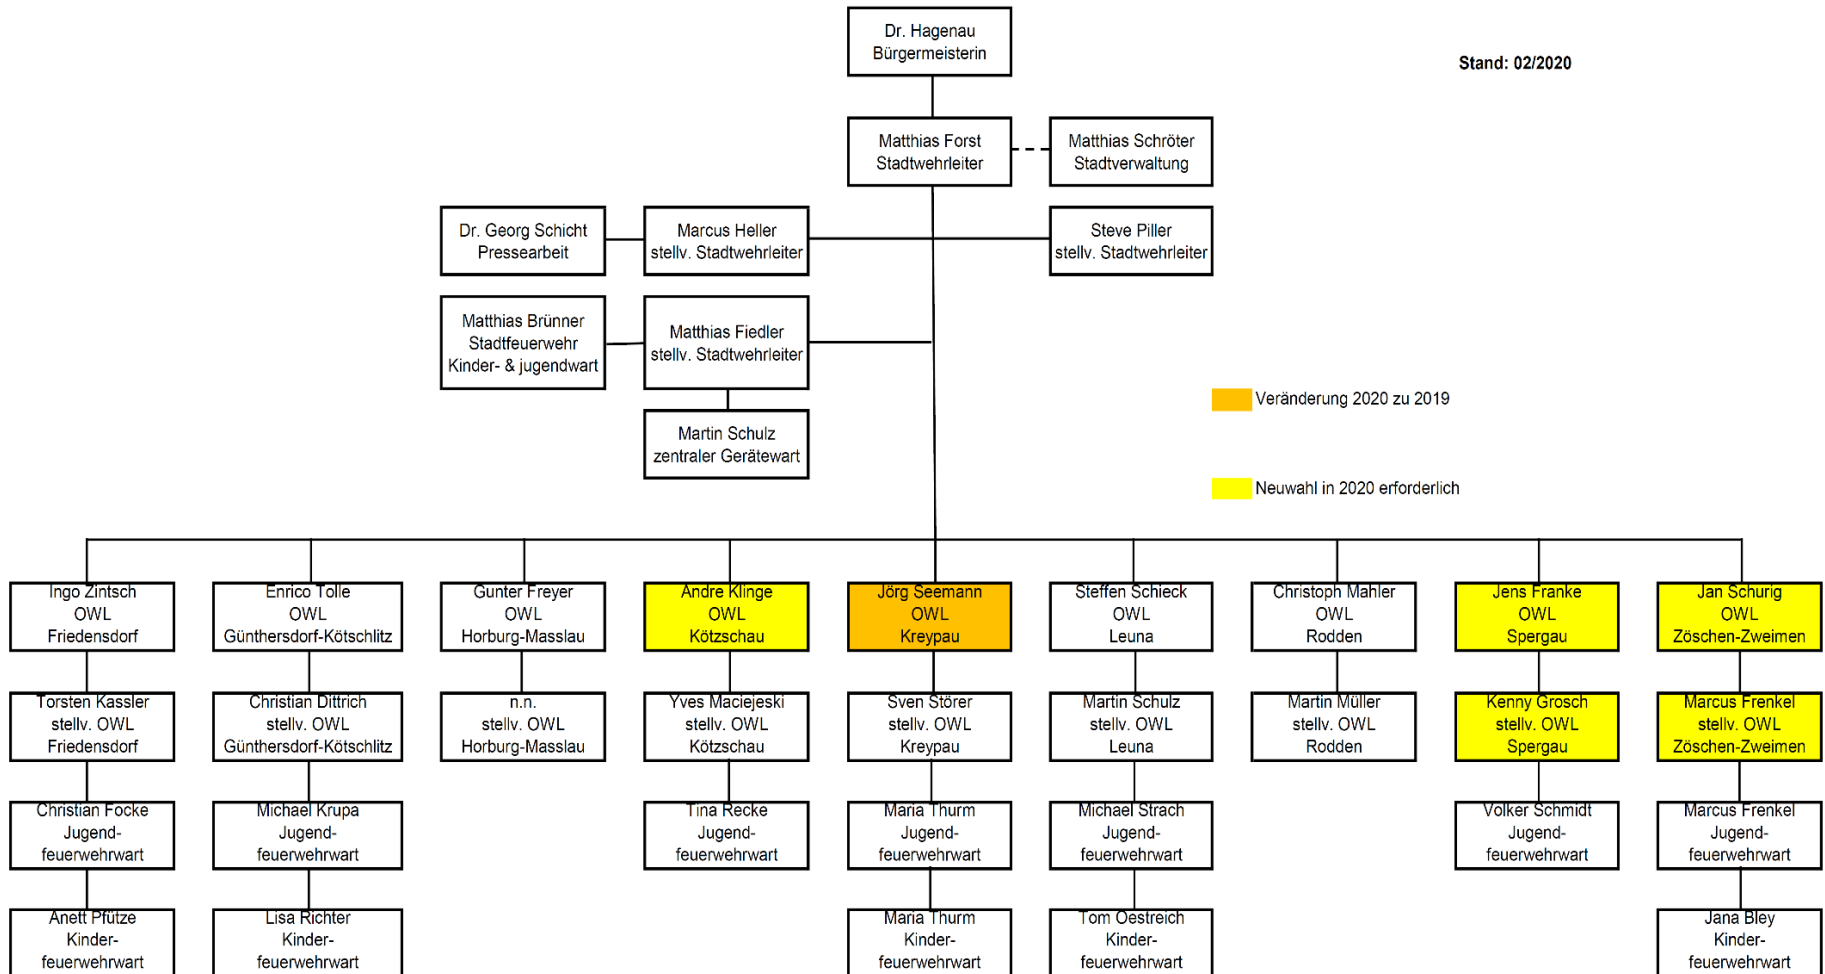 Dr. Hagenau
Bürgermeisterin
Stand: 02/2020
Matthias Forst
Stadtwehrleiter
Matthias Schröter
Stadtverwaltung
Dr. Georg Schicht
Pressearbeit
Marcus Heller
stellv. Stadtwehrleiter
Steve Piller
stellv. Stadtwehrleiter
Matthias Brünner
Stadtfeuerwehr
Kinder- & jugendwart
Matthias Fiedler
stellv. Stadtwehrleiter
Martin Schulz
zentraler Gerätewart
Veränderung 2020 zu 2019
Neuwahl in 2020 erforderlich
Ingo Zintsch
OWL
Friedensdorf
Enrico Tolle
OWL
Günthersdorf-Kötschlitz
Gunter Freyer
OWL
Horburg-Masslau
Andre Klinge
OWL
Kötzschau
Jörg Seemann
OWL
Kreypau
Steffen Schieck
OWL
Leuna
Christoph Mahler
OWL
Rodden
Jens Franke
OWL
Spergau
Jan Schurig
OWL
Zöschen-Zweimen
Torsten Kassler
stellv. OWL
Friedensdorf
Christian Dittrich
stellv. OWL
Günthersdorf-Kötschlitz
n.n.
stellv. OWL
Horburg-Masslau
Yves Maciejeski
stellv. OWL
Kötzschau
Sven Störer
stellv. OWL
Kreypau
Martin Schulz
stellv. OWL
Leuna
Martin Müller
stellv. OWL
Rodden
Kenny Grosch
stellv. OWL
Spergau
Marcus Frenkel
stellv. OWL
Zöschen-Zweimen
Christian Focke
Jugend-
feuerwehrwart
Michael Krupa
Jugend-
feuerwehrwart
Tina Recke
Jugend-
feuerwehrwart
Maria Thurm
Jugend-
feuerwehrwart
Michael Strach
Jugend-
feuerwehrwart
Volker Schmidt
Jugend-
feuerwehrwart
Marcus Frenkel
Jugend-
feuerwehrwart
Anett Pfütze
Kinder-
feuerwehrwart
Lisa Richter
Kinder-
feuerwehrwart
Maria Thurm
Kinder-
feuerwehrwart
Tom Oestreich
Kinder-
feuerwehrwart
Jana Bley
Kinder-
feuerwehrwart